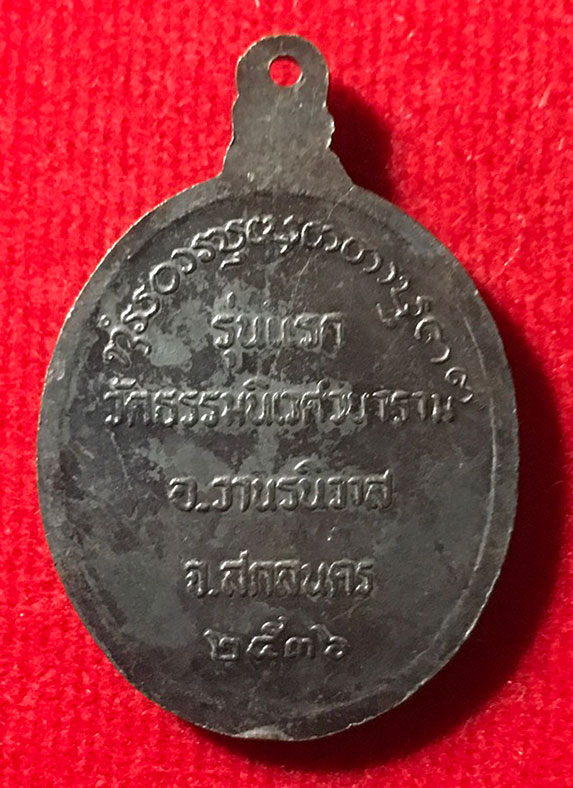 รุ่นแรก
วัดธรรมนิเวศวนาราม
อ.วานรนิวาส
จ.สกลนคร
๒๕๓๖